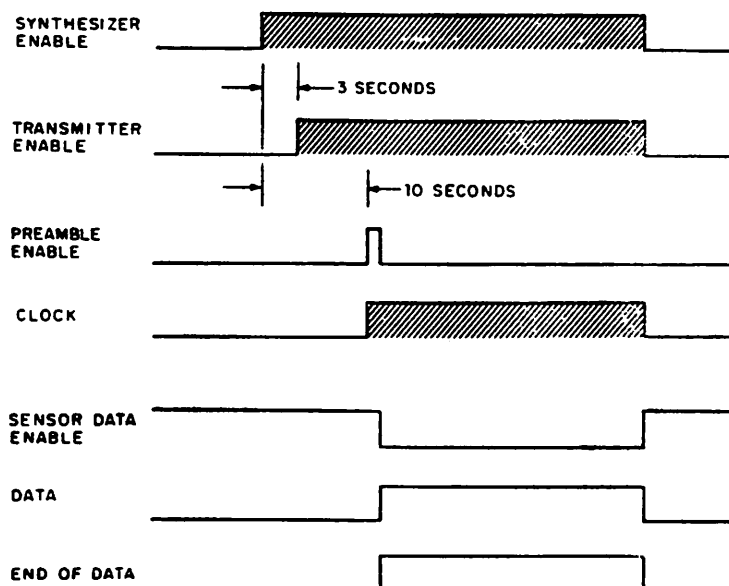 SYNTHESIZER
ENABLE
3 SECONDS
TRANSMITTER
ENABLE
10 SECONDS
PREAMBLE
ENABLE
CLOCK
SENSOR DATA
ENABLE
DATA
END OF DATA